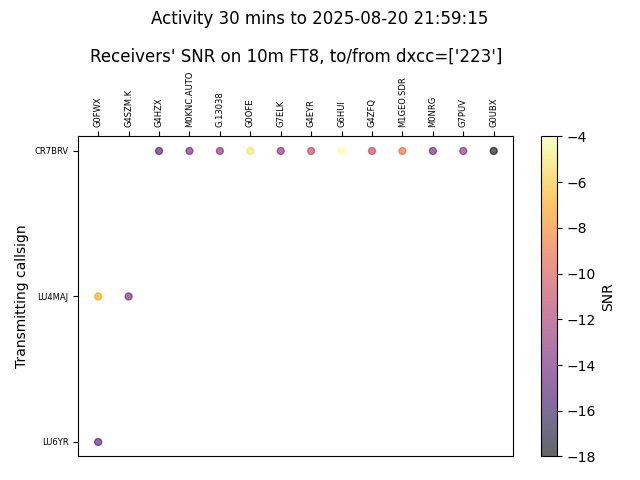 Activity 30 mins to 2025-08-20 21:59:15
Receivers' SNR on 10m FT8, to/from dxcc=['223']
G0FWX
G4SZM.K
G4HZX
M0KNC.AUTO
G.13038
G0OFE
G7ELK
G4EYR
G6HUI
G4ZFQ
M1GEO.SDR
M0NRG
G7PUV
G0UBX
CR7BRV
LU4MAJ
LU6YR
Transmitting callsign
−4
−6
−8
−10
−12
−14
−16
−18
SNR